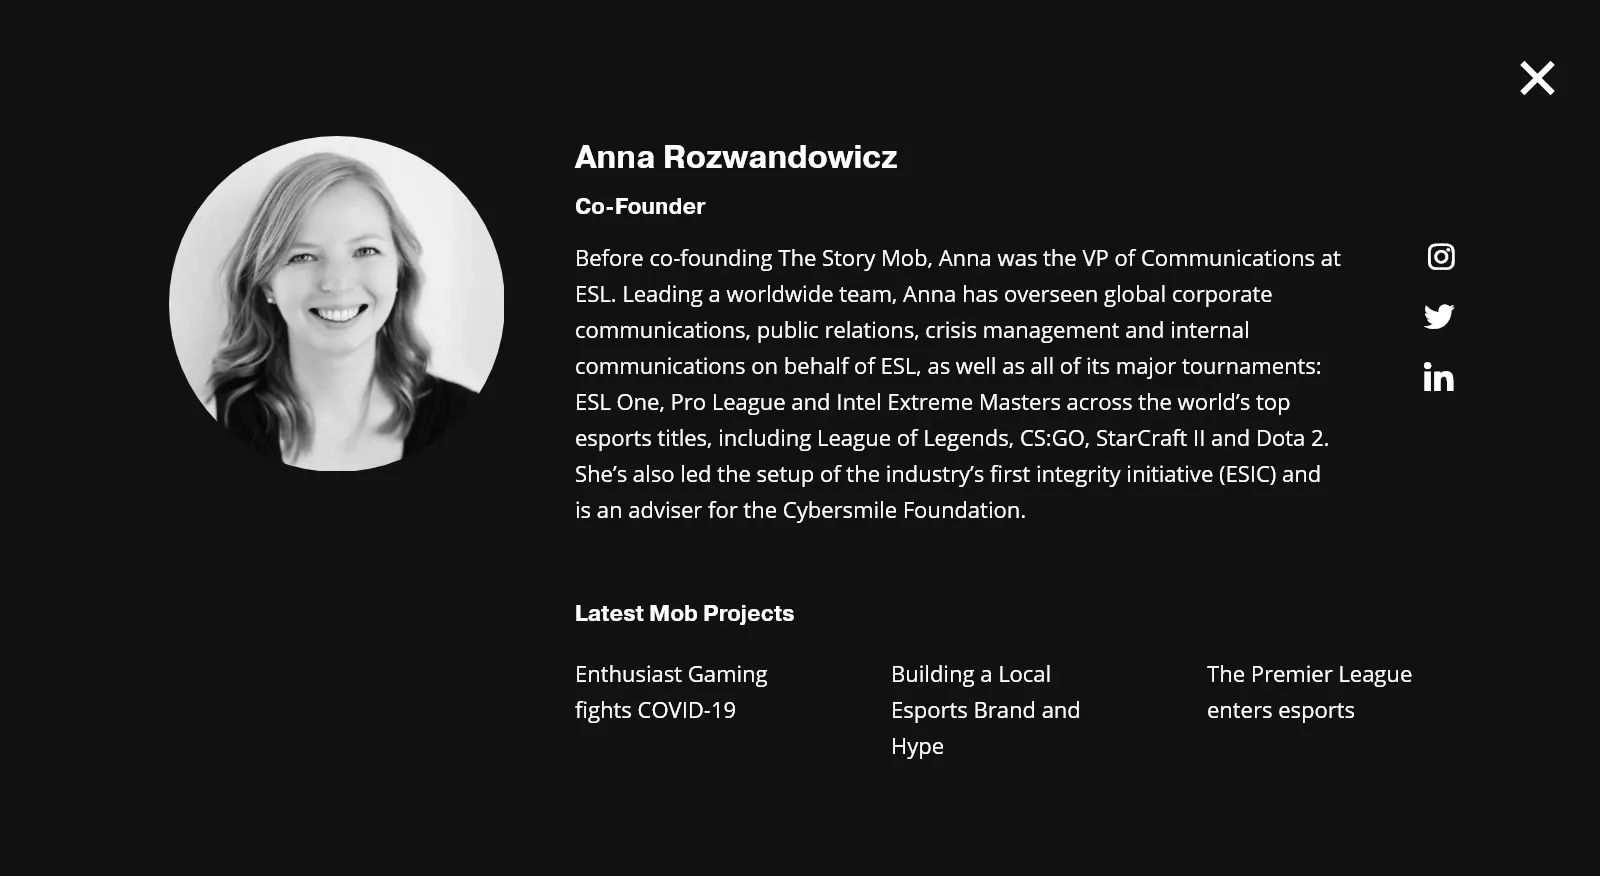 Anna Rozwandowicz
Co-Founder
Before co-founding The Story Mob, Anna was the VP of Communications at
ESL. Leading a worldwide team, Anna has overseen global corporate
communications, public relations, crisis management and internal
communications on behalf of ESL, as well as all of its major tournaments:
ESL One, Pro League and Intel Extreme Masters across the world’s top
esports titles, including League of Legends, CS:GO, StarCraft II and Dota 2.
She’s also led the setup of the industry’s first integrity initiative (ESIC) and
is an adviser for the Cybersmile Foundation.
in
Latest Mob Projects
Enthusiast Gaming
fights COVID-19
Building a Local
Esports Brand and
Hype
The Premier League
enters esports